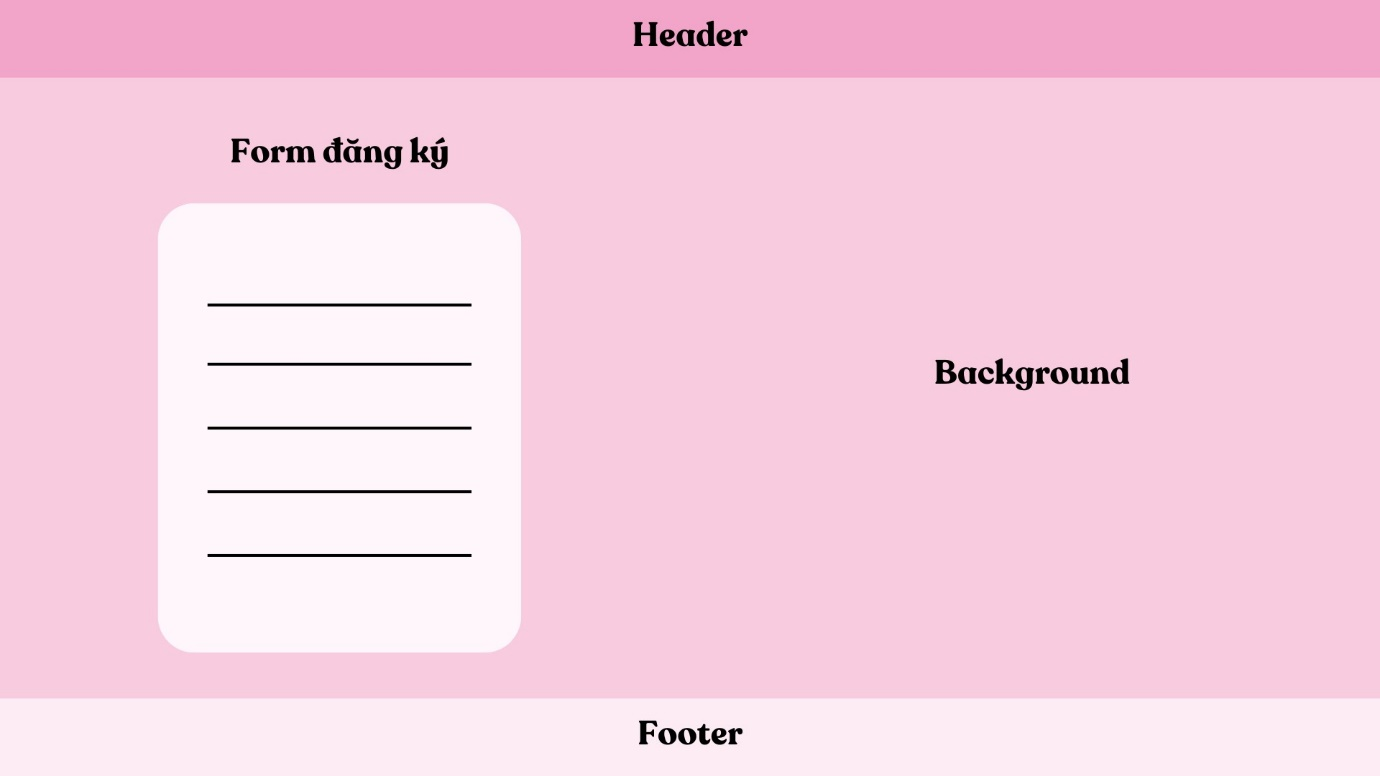 Header
Form đăng ký
Background
Footer